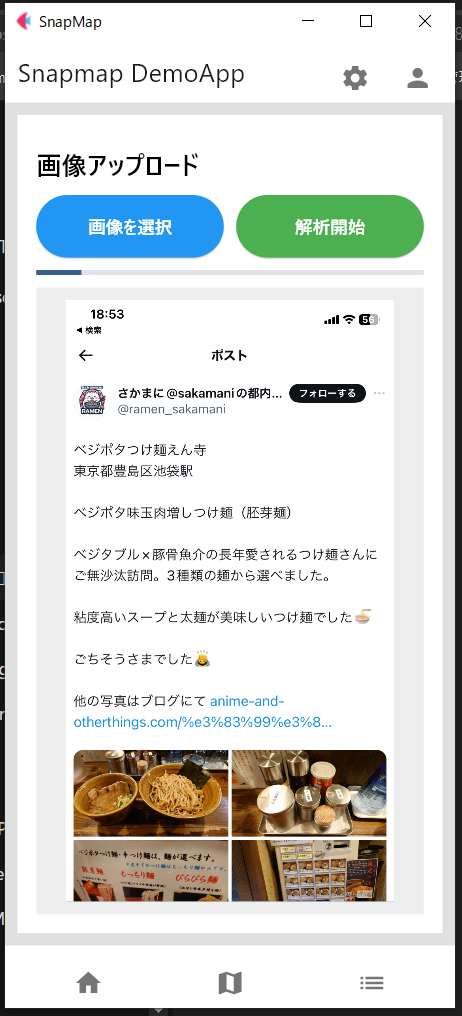 SnapMap
Snapmap DemoApp
画像アップロード
画像を選択
解析開始
18:53
56
◀ 検索
ポスト
さかまに@sakamaniの都内...
フォローする
@ramen_sakamani
RAMEN
ベジポタつけ麺えん寺
東京都豊島区池袋駅
ベジポタ味玉肉増しつけ麺（胚芽麺）
ベジタブル×豚骨魚介の長年愛されるつけ麺さんに
ご無沙汰訪問。3種類の麺から選べました。
粘度高いスープと太麺が美味しいつけ麺でした🍜
ごちそうさまでした🙇
他の写真はブログにて anime-and-
otherthings.com/%e3%83%99%e3%8...
ベジポタつけ麺・辛つけ麺は、麺が選べます。
胚芽麺
もっちり麺
びらびら麺